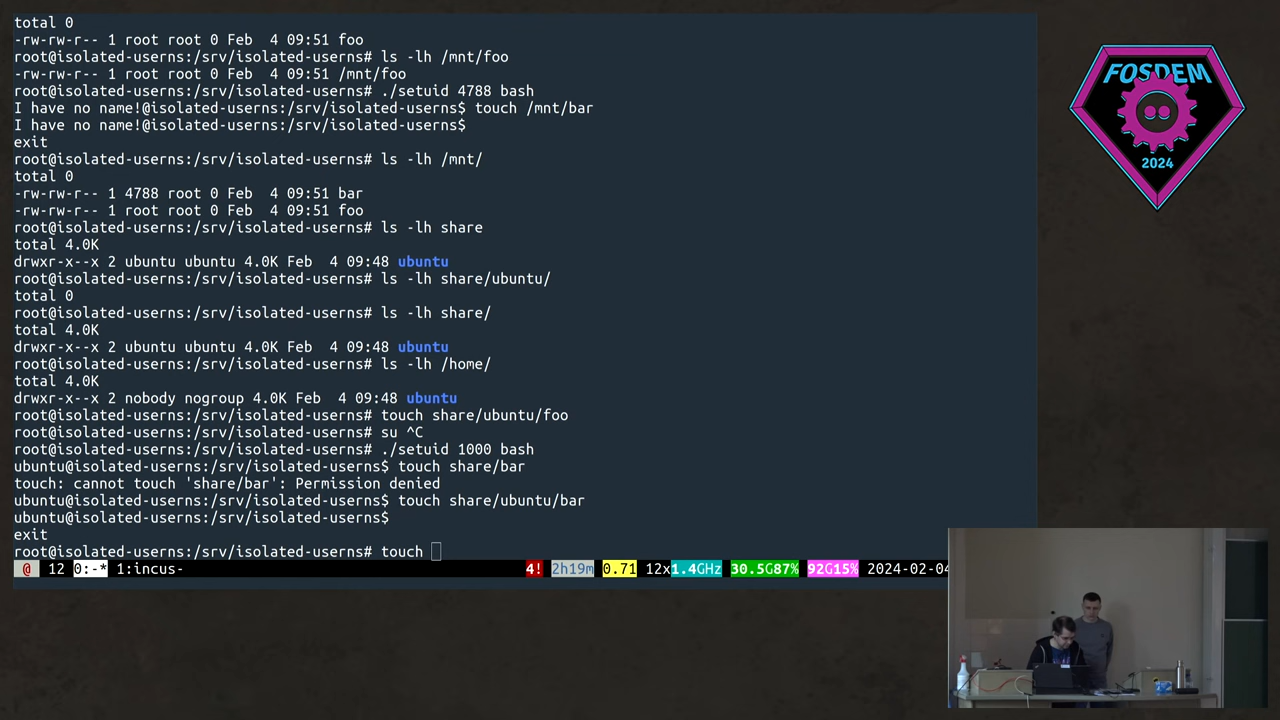 total 0
-rw-rw-r-- 1 root root 0 Feb  4 09:51 foo
root@isolated-userns:/srv/isolated-userns# ls -lh /mnt/foo
-rw-rw-r-- 1 root root 0 Feb  4 09:51 /mnt/foo
root@isolated-userns:/srv/isolated-userns# ./setuid 4788 bash
I have no name!@isolated-userns:/srv/isolated-userns$ touch /mnt/bar
I have no name!@isolated-userns:/srv/isolated-userns$
exit
root@isolated-userns:/srv/isolated-userns# ls -lh /mnt/
total 0
-rw-rw-r-- 1 4788 root 0 Feb  4 09:51 bar
-rw-rw-r-- 1 root root 0 Feb  4 09:51 foo
root@isolated-userns:/srv/isolated-userns# ls -lh share
total 4.0K
drwxr-x--x 2 ubuntu ubuntu 4.0K Feb  4 09:48 ubuntu
root@isolated-userns:/srv/isolated-userns# ls -lh share/ubuntu/
total 0
root@isolated-userns:/srv/isolated-userns# ls -lh share/
total 4.0K
drwxr-x--x 2 ubuntu ubuntu 4.0K Feb  4 09:48 ubuntu
root@isolated-userns:/srv/isolated-userns# ls -lh /home/
total 4.0K
drwxr-x--x 2 nobody nogroup 4.0K Feb  4 09:48 ubuntu
root@isolated-userns:/srv/isolated-userns# touch share/ubuntu/foo
root@isolated-userns:/srv/isolated-userns# su ^C
root@isolated-userns:/srv/isolated-userns# ./setuid 1000 bash
ubuntu@isolated-userns:/srv/isolated-userns$ touch share/bar
touch: cannot touch 'share/bar': Permission denied
ubuntu@isolated-userns:/srv/isolated-userns$ touch share/ubuntu/bar
ubuntu@isolated-userns:/srv/isolated-userns$
exit
root@isolated-userns:/srv/isolated-userns# touch
@ 12 0:-* 1:incus- 4! 2h19m 0.71 12x1.4GHz 30.5G87% 92G15% 2024-02-04
FOSDEM
2024